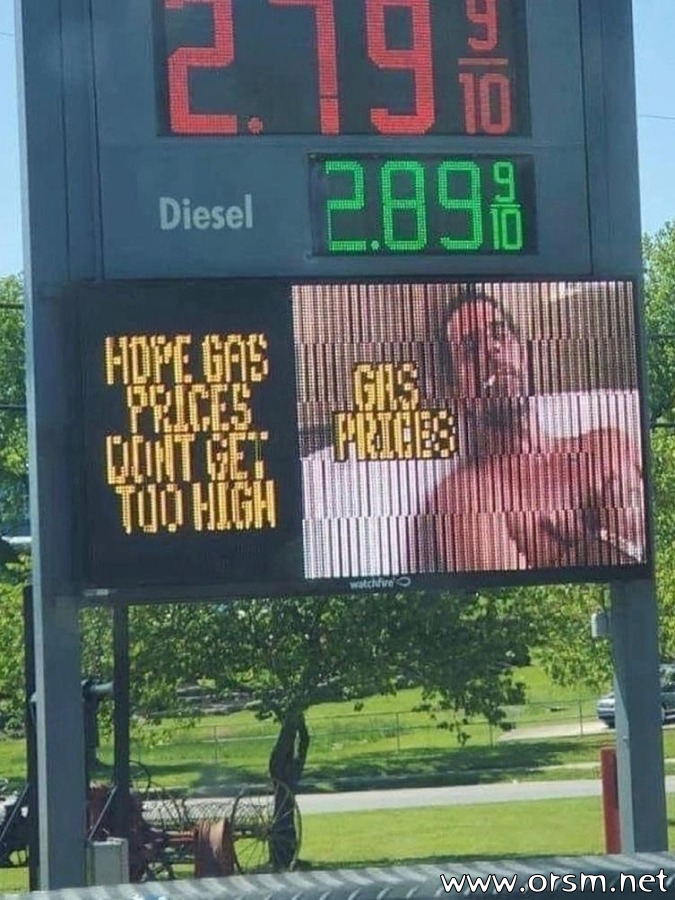 2.79 9/10
Diesel 2.89 9/10
HOPE GAS
PRICES
DONT GET
TOO HIGH
GAS
PRICES
watchfire
www.orsm.net